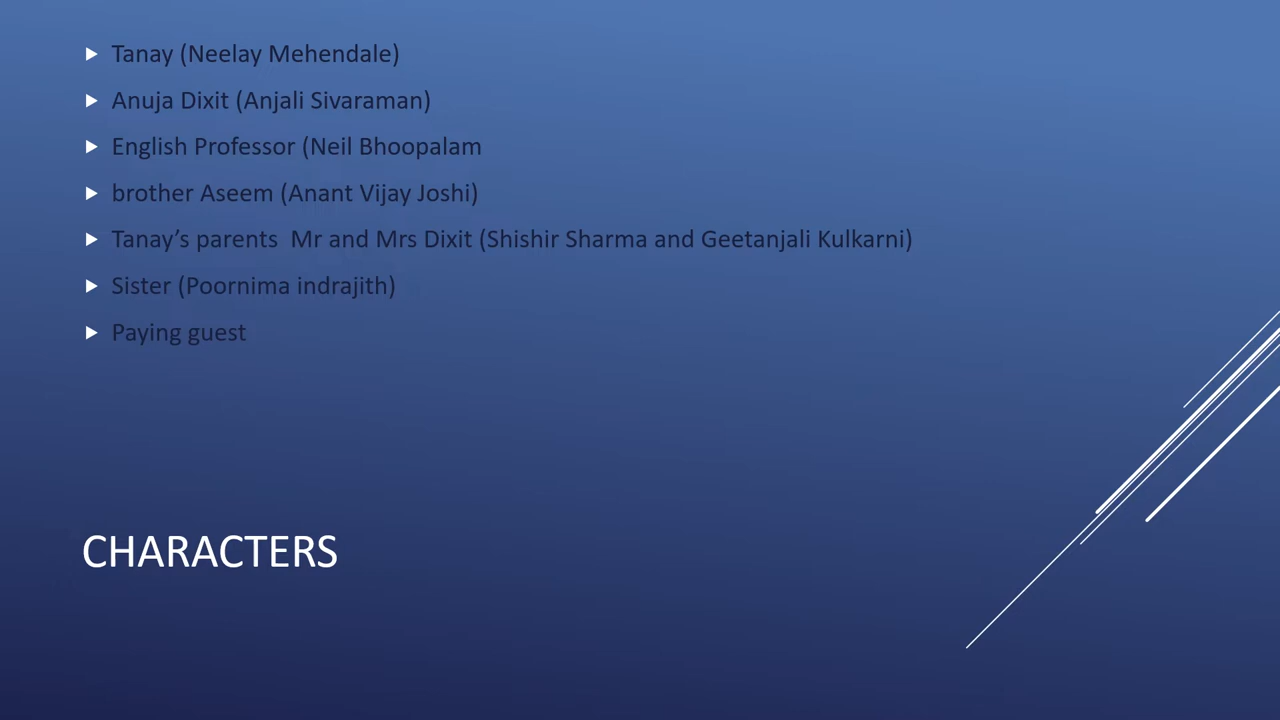 Tanay (Neelay Mehendale)
Anuja Dixit (Anjali Sivaraman)
English Professor (Neil Bhoopalam
brother Aseem (Anant Vijay Joshi)
Tanay’s parents  Mr and Mrs Dixit (Shishir Sharma and Geetanjali Kulkarni)
Sister (Poornima indrajith)
Paying guest
CHARACTERS